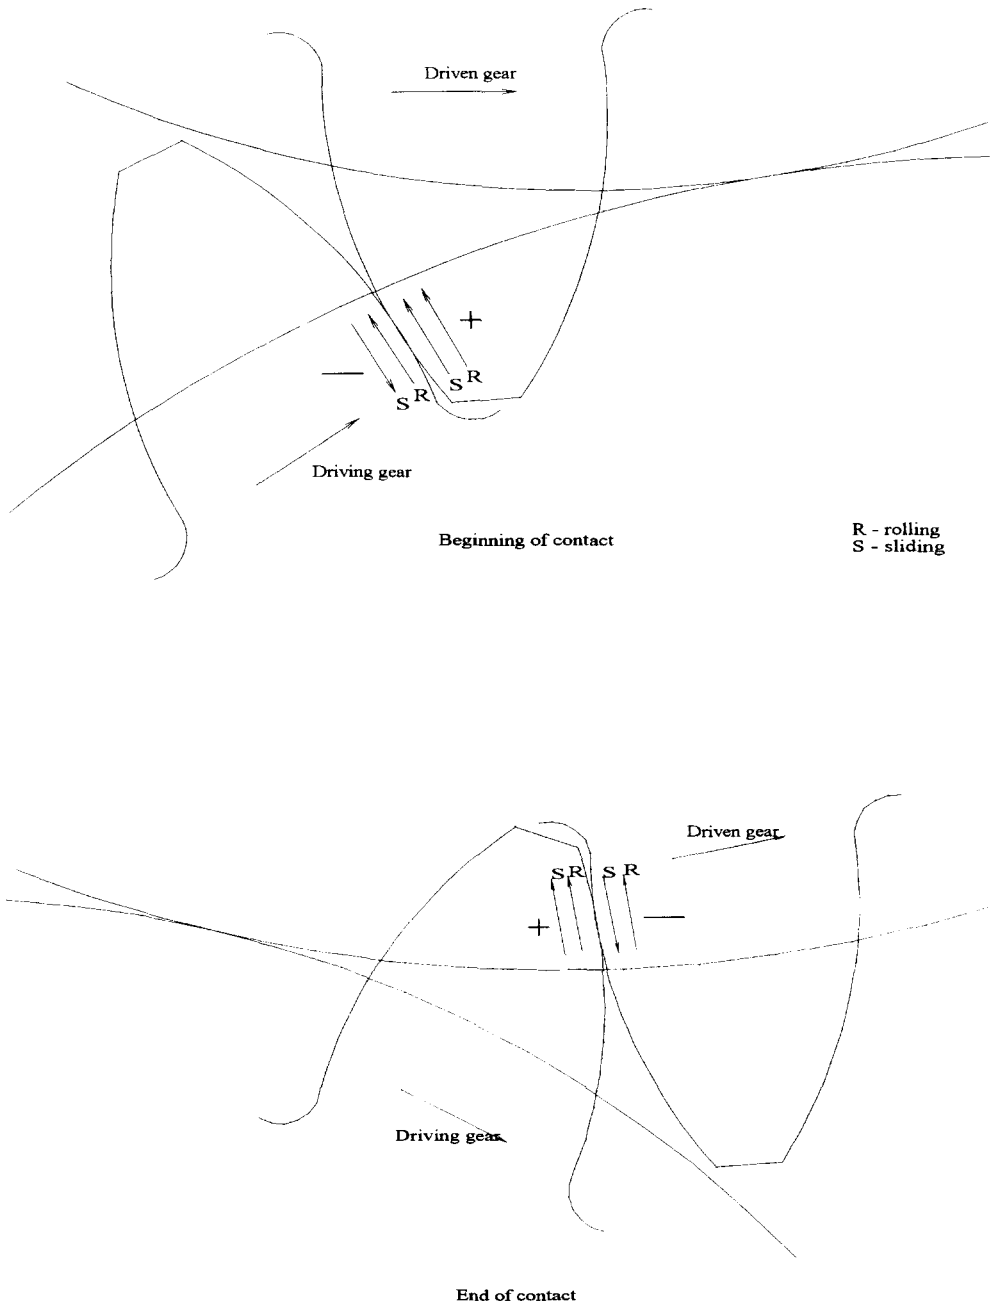 Driven gear
+
—
S R
S R
Driving gear
Beginning of contact
R - rolling
S - sliding
Driven gear
S R S R
+ —
Driving gear
End of contact